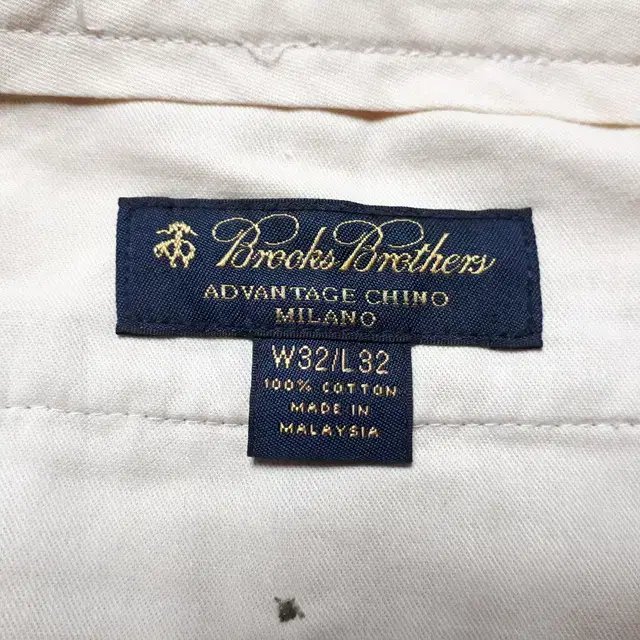 Brooks Brothers
ADVANTAGE CHINO
MILANO
W32/L32
100% COTTON
MADE IN
MALAYSIA